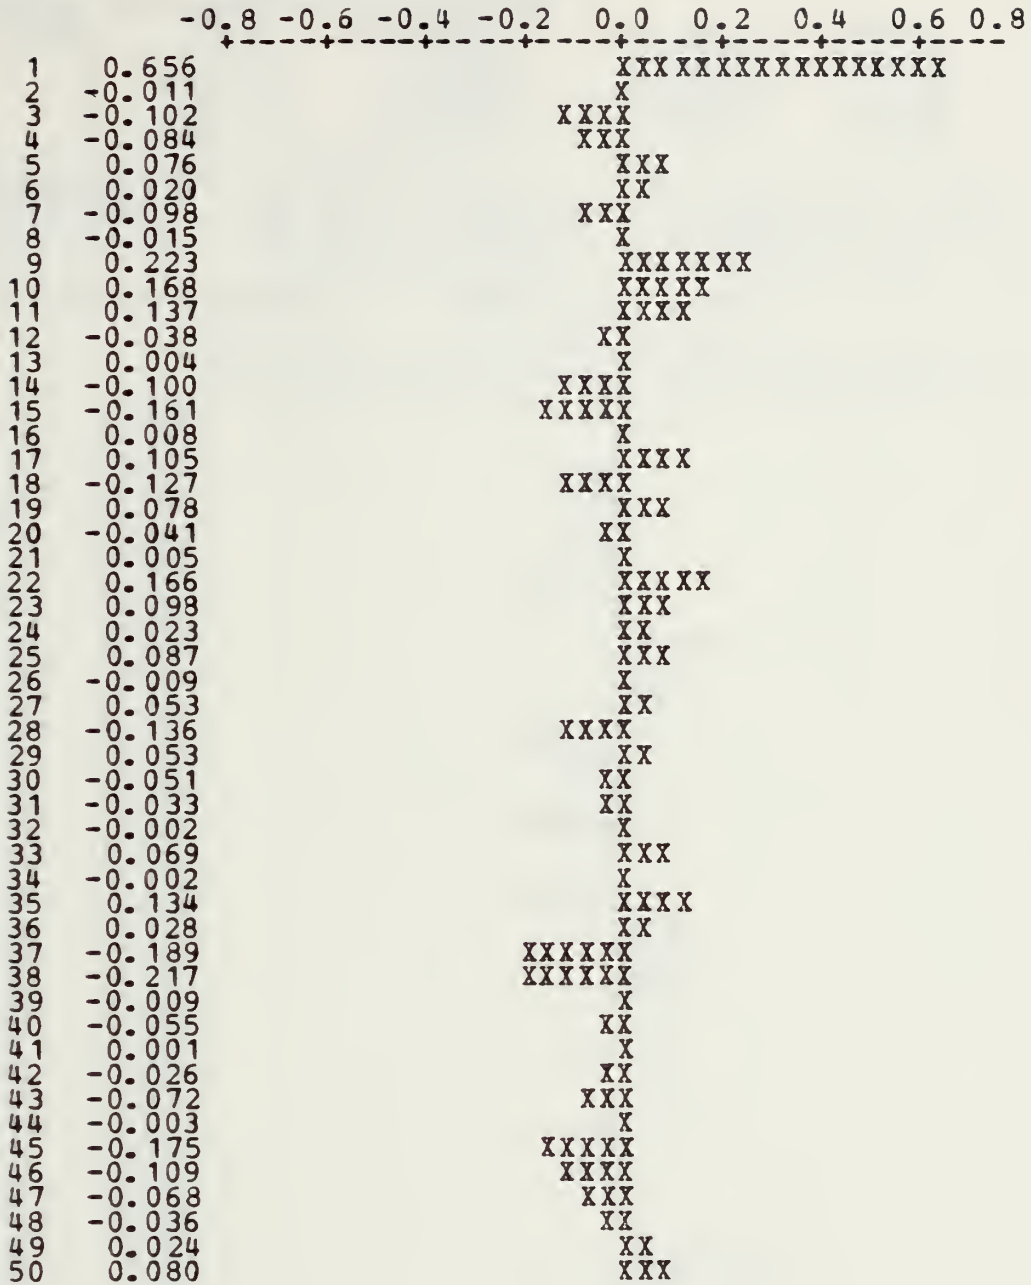 -0.8 -0.6 -0.4 -0.2 0.0 0.2 0.4 0.6 0.8
+----+----+----+----+----+----+----+----+----
1 0.656 XXXXXXXXXXXXXXXXX
2 -0.011 X
3 -0.102 XXXX
4 -0.084 XXX
5 0.076 XXX
6 0.020 XX
7 -0.098 XXX
8 -0.015 X
9 0.223 XXXXXXX
10 0.168 XXXXX
11 0.137 XXXX
12 -0.038 XX
13 0.004 X
14 -0.100 XXXX
15 -0.161 XXXXX
16 0.008 X
17 0.105 XXXX
18 -0.127 XXXX
19 0.078 XXX
20 -0.041 XX
21 0.005 X
22 0.166 XXXXX
23 0.098 XXX
24 0.023 XX
25 0.087 XXX
26 -0.009 X
27 0.053 XX
28 -0.136 XXXX
29 0.053 XX
30 -0.051 XX
31 -0.033 XX
32 -0.002 X
33 0.069 XXX
34 -0.002 X
35 0.134 XXXX
36 0.028 XX
37 -0.189 XXXXXX
38 -0.217 XXXXXX
39 -0.009 X
40 -0.055 XX
41 0.001 X
42 -0.026 XX
43 -0.072 XXX
44 -0.003 X
45 -0.175 XXXXX
46 -0.109 XXXX
47 -0.068 XXX
48 -0.036 XX
49 0.024 XX
50 0.080 XXX